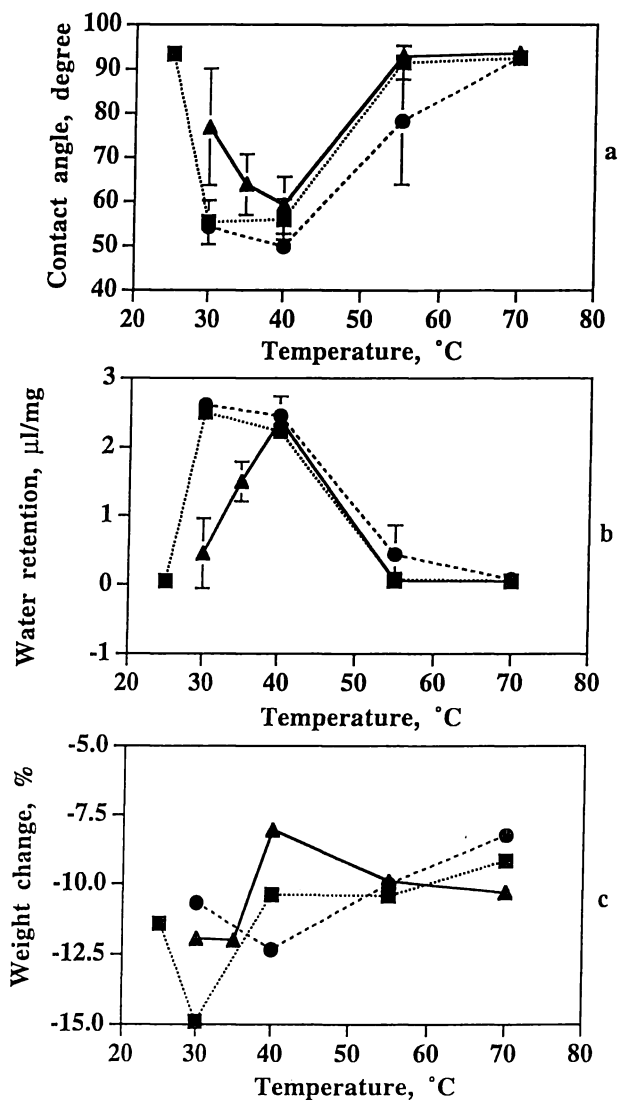 100
90
80
70
60
50
40
Contact angle, degree
a
20 30 40 50 60 70 80
Temperature, °C
3
2
1
0
-1
Water retention, μl/mg
b
20 30 40 50 60 70 80
Temperature, °C
-5.0
-7.5
-10.0
-12.5
-15.0
Weight change, %
c
20 30 40 50 60 70 80
Temperature, °C